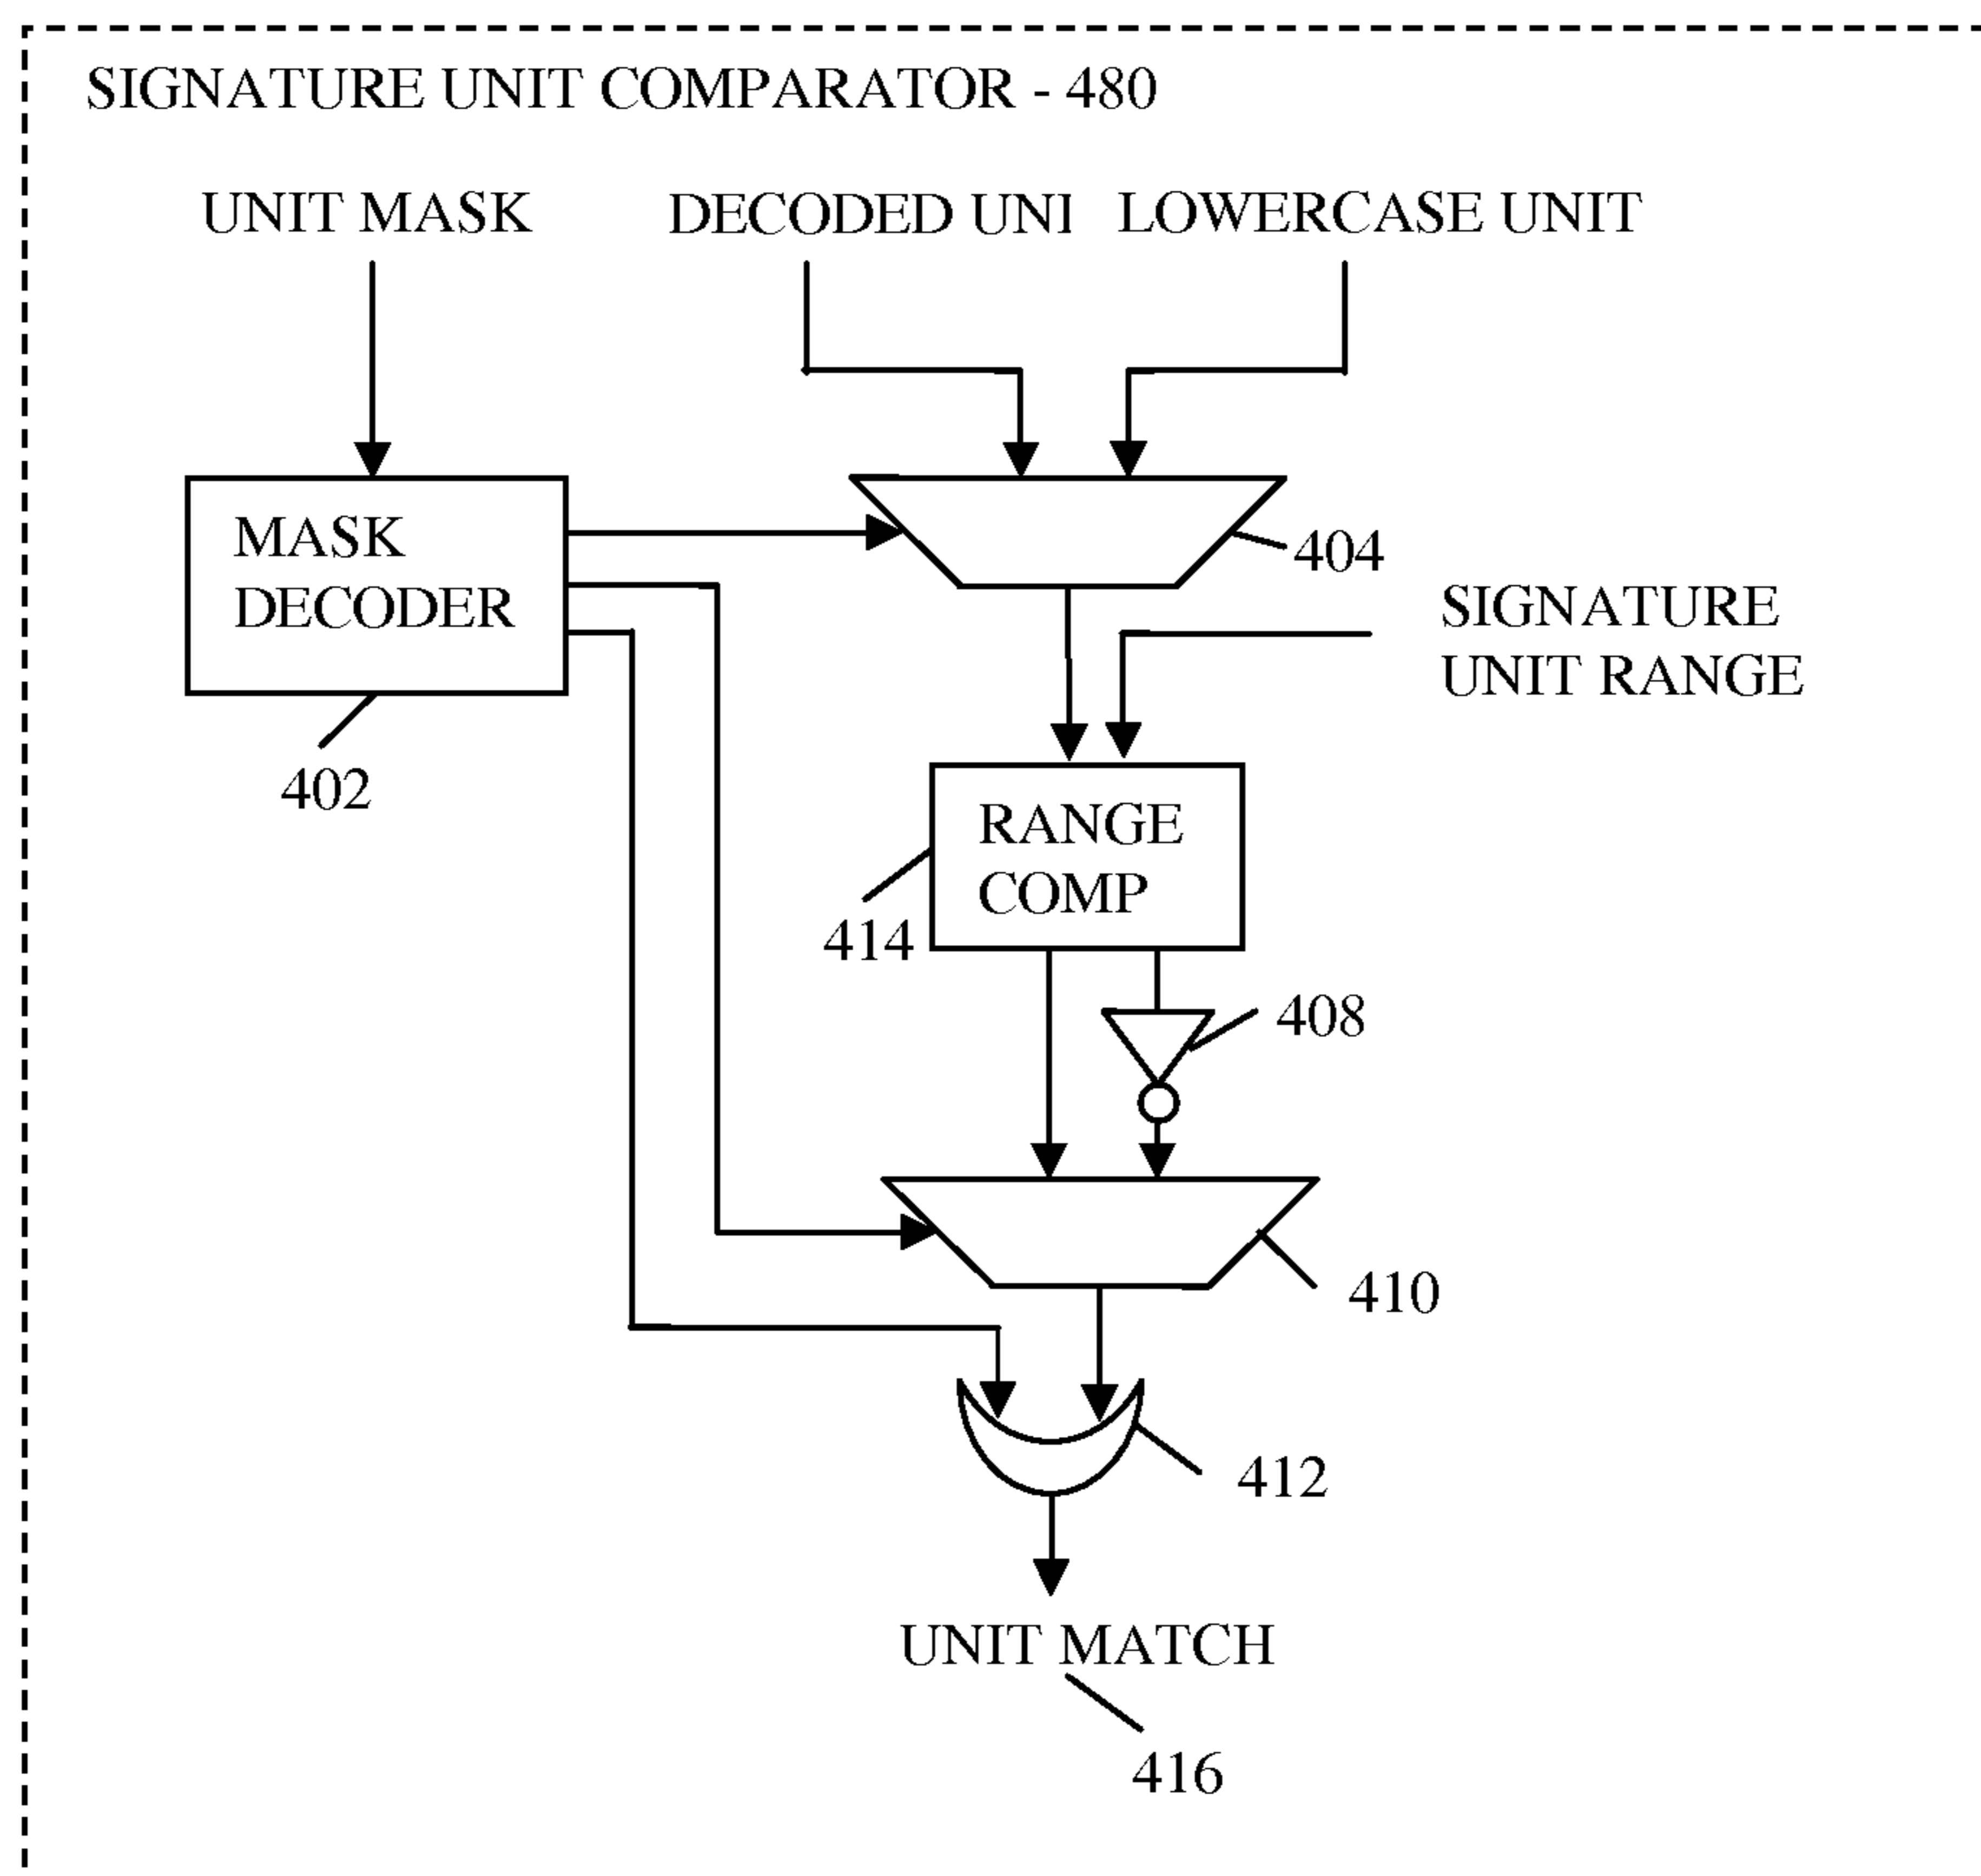 SIGNATURE UNIT COMPARATOR - 480
UNIT MASK
DECODED UNI
LOWERCASE UNIT
MASK
DECODER
404
SIGNATURE
UNIT RANGE
402
RANGE
COMP
414
408
410
412
UNIT MATCH
416